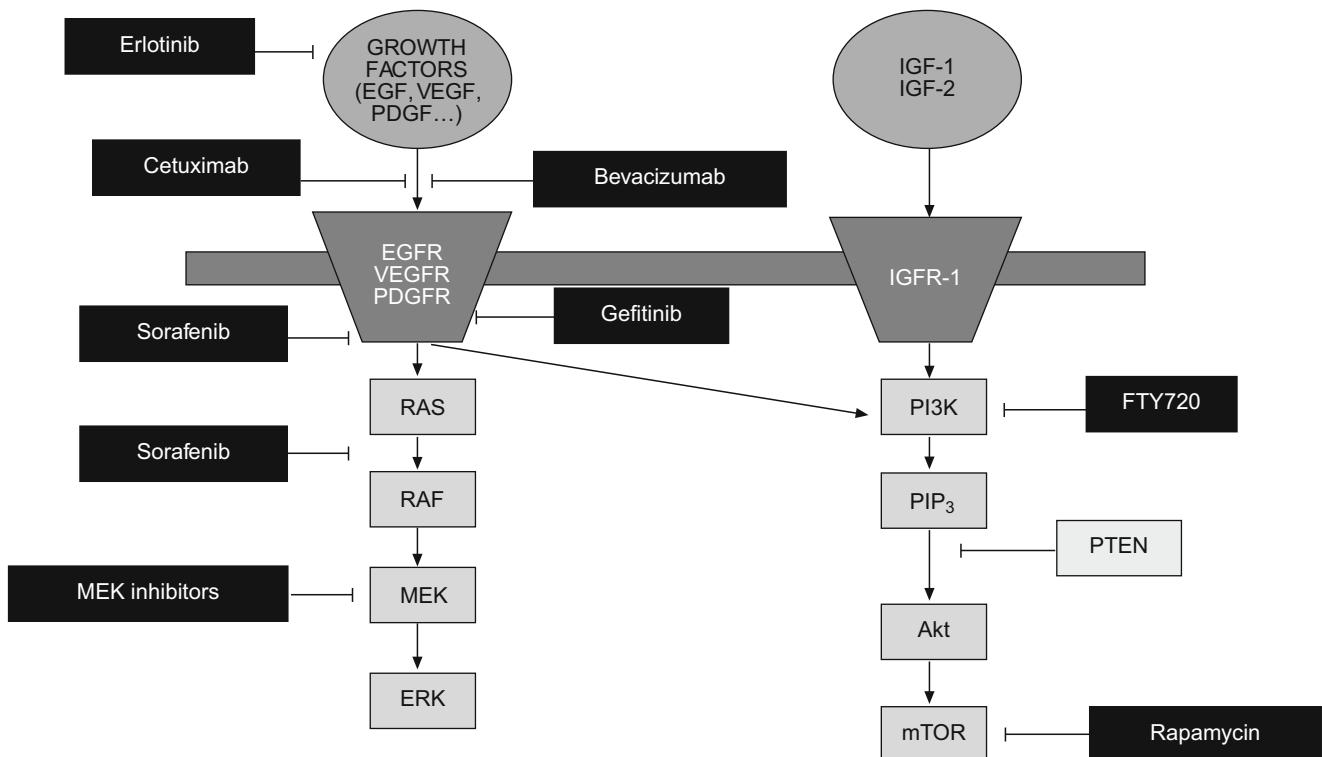 Erlotinib
GROWTH
FACTORS
(EGF, VEGF,
PDGF…)
IGF-1
IGF-2
Cetuximab
Bevacizumab
EGFR
VEGFR
PDGFR
IGFR-1
Sorafenib
Gefitinib
RAS
PI3K
FTY720
Sorafenib
RAF
PIP₃
PTEN
MEK inhibitors
MEK
Akt
ERK
mTOR
Rapamycin